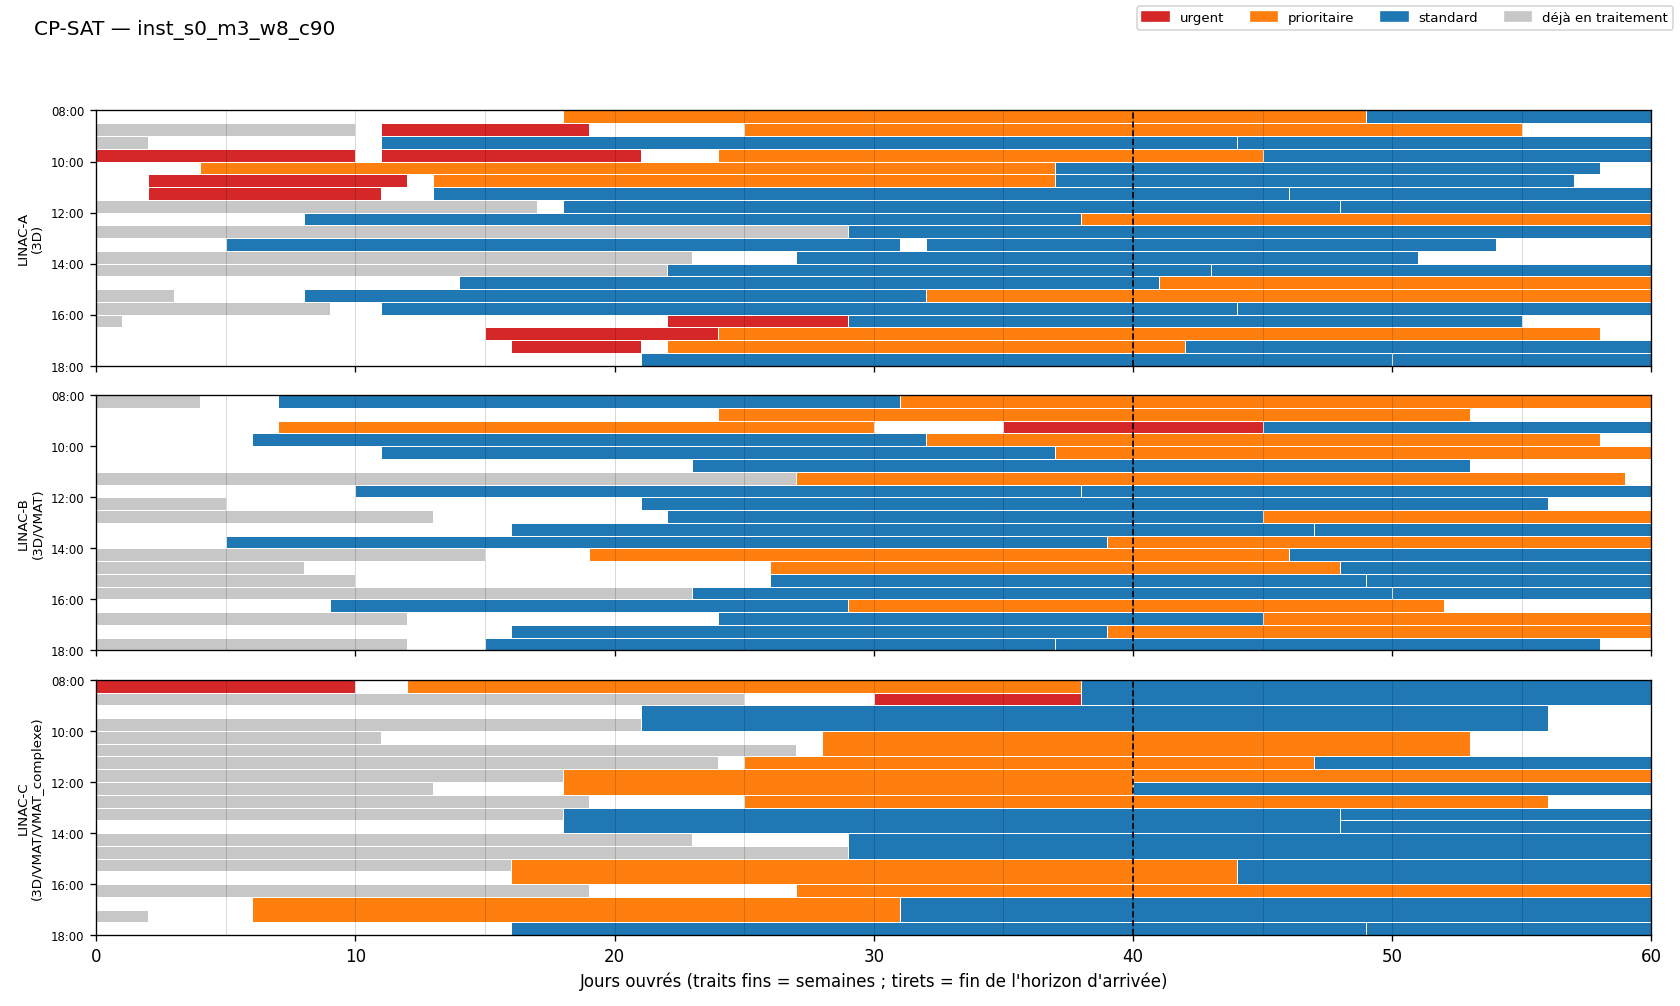 CP-SAT — inst_s0_m3_w8_c90
urgent
prioritaire
standard
déjà en traitement
08:00
10:00
12:00
14:00
16:00
18:00
LINAC-A
(3D)
08:00
10:00
12:00
14:00
16:00
18:00
LINAC-B
(3D/VMAT)
08:00
10:00
12:00
14:00
16:00
18:00
LINAC-C
(3D/VMAT/VMAT_complexe)
0 10 20 30 40 50 60
Jours ouvrés (traits fins = semaines ; tirets = fin de l'horizon d'arrivée)